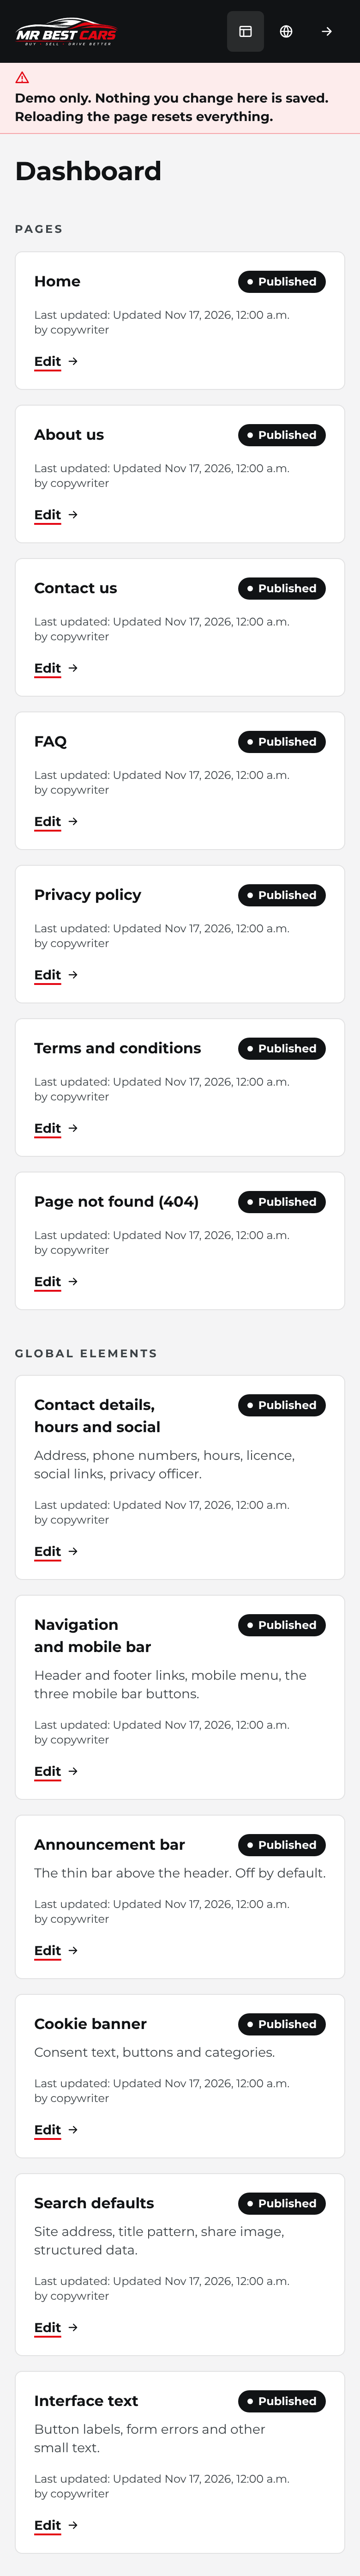 MR BEST CARS
BUY · SELL · DRIVE BETTER
Demo only. Nothing you change here is saved.
Reloading the page resets everything.
Dashboard
PAGES
Home
Published
Last updated: Updated Nov 17, 2026, 12:00 a.m.
by copywriter
Edit →
About us
Published
Last updated: Updated Nov 17, 2026, 12:00 a.m.
by copywriter
Edit →
Contact us
Published
Last updated: Updated Nov 17, 2026, 12:00 a.m.
by copywriter
Edit →
FAQ
Published
Last updated: Updated Nov 17, 2026, 12:00 a.m.
by copywriter
Edit →
Privacy policy
Published
Last updated: Updated Nov 17, 2026, 12:00 a.m.
by copywriter
Edit →
Terms and conditions
Published
Last updated: Updated Nov 17, 2026, 12:00 a.m.
by copywriter
Edit →
Page not found (404)
Published
Last updated: Updated Nov 17, 2026, 12:00 a.m.
by copywriter
Edit →
GLOBAL ELEMENTS
Contact details,
hours and social
Published
Address, phone numbers, hours, licence,
social links, privacy officer.
Last updated: Updated Nov 17, 2026, 12:00 a.m.
by copywriter
Edit →
Navigation
and mobile bar
Published
Header and footer links, mobile menu, the
three mobile bar buttons.
Last updated: Updated Nov 17, 2026, 12:00 a.m.
by copywriter
Edit →
Announcement bar
Published
The thin bar above the header. Off by default.
Last updated: Updated Nov 17, 2026, 12:00 a.m.
by copywriter
Edit →
Cookie banner
Published
Consent text, buttons and categories.
Last updated: Updated Nov 17, 2026, 12:00 a.m.
by copywriter
Edit →
Search defaults
Published
Site address, title pattern, share image,
structured data.
Last updated: Updated Nov 17, 2026, 12:00 a.m.
by copywriter
Edit →
Interface text
Published
Button labels, form errors and other
small text.
Last updated: Updated Nov 17, 2026, 12:00 a.m.
by copywriter
Edit →